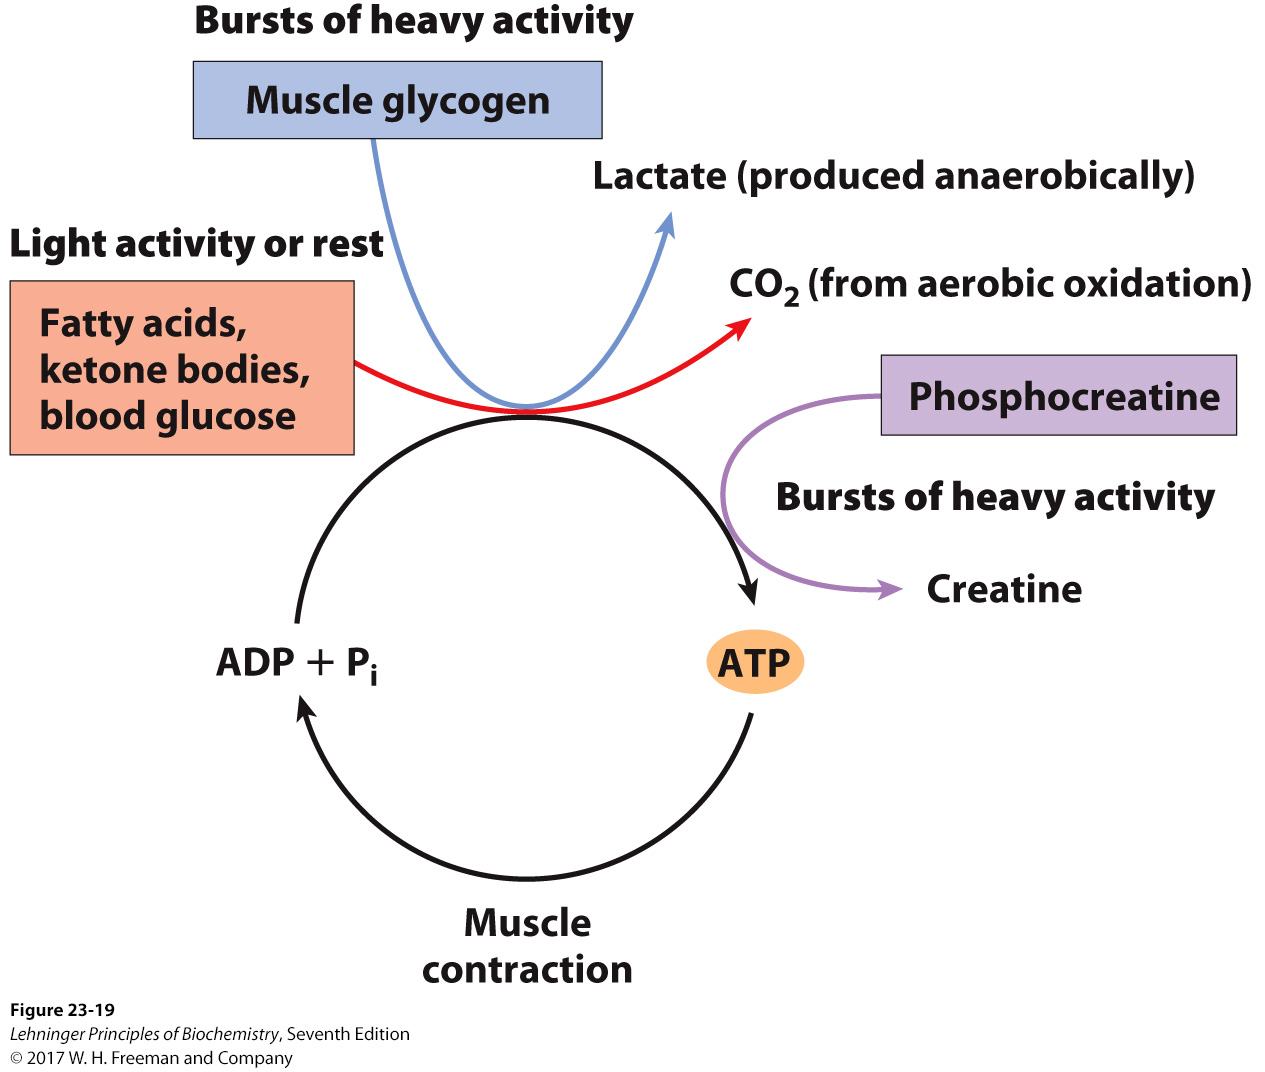 Bursts of heavy activity
Muscle glycogen
Lactate (produced anaerobically)
Light activity or rest
CO₂ (from aerobic oxidation)
Fatty acids,
ketone bodies,
blood glucose
Phosphocreatine
Bursts of heavy activity
Creatine
ADP + Pᵢ
ATP
Muscle
contraction
Figure 23-19
Lehninger Principles of Biochemistry, Seventh Edition
© 2017 W. H. Freeman and Company